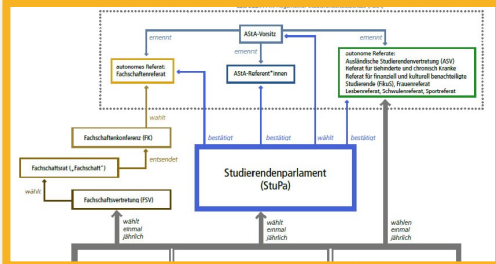 AStA-Vorsitz
ernennt
ernennt
ernennt
autonomes Referat:
Fachschaftenreferat
AStA-Referent*innen
autonome Referate:
Ausländische Studierendenvertretung (ASV)
Referat für Behinderte und chronisch Kranke
Referat für finanziell und kulturell benachteiligte
Studierende (FikuS), Frauenreferat
Lesbenreferat, Schwulenreferat, Sportreferat
wählt
Fachschaftenkonferenz (FK)
bestätigt
bestätigt
wählt
bestätigt
entsendet
Fachschaftsrat („Fachschaft“)
Studierendenparlament
(StuPa)
wählt
Fachschaftsvertretung (FSV)
wählt
einmal
jährlich
wählt
einmal
jährlich
wählen
einmal
jährlich